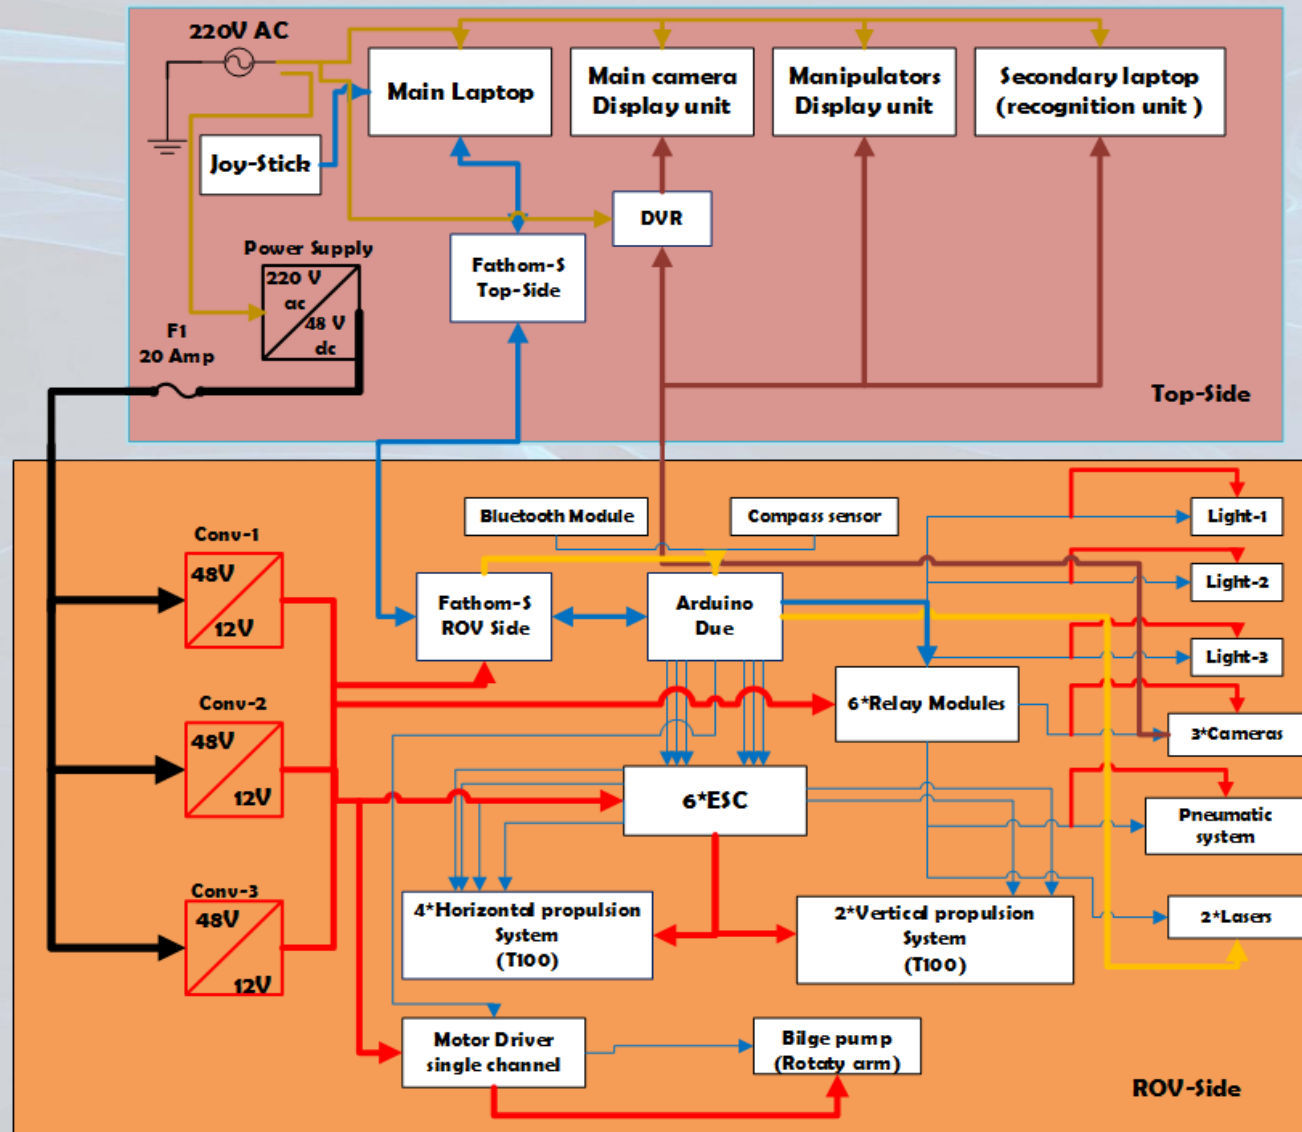 220V AC
Main Laptop
Main camera
Display unit
Manipulators
Display unit
Secondary laptop
(recognition unit )
Joy-Stick
DVR
Fathom-S
Top-Side
Power Supply
220 V
ac
48 V
dc
F1
20 Amp
Top-Side
Bluetooth Module
Compass sensor
Light-1
Conv-1
48V
12V
Fathom-S
ROV Side
Arduino
Due
Light-2
Light-3
6*Relay Modules
3*Cameras
Conv-2
48V
12V
6*ESC
Pneumatic
system
Conv-3
48V
12V
4*Horizontal propulsion
System
(T100)
2*Vertical propulsion
System
(T100)
2*Lasers
Motor Driver
single channel
Bilge pump
(Rotaty arm)
ROV-Side